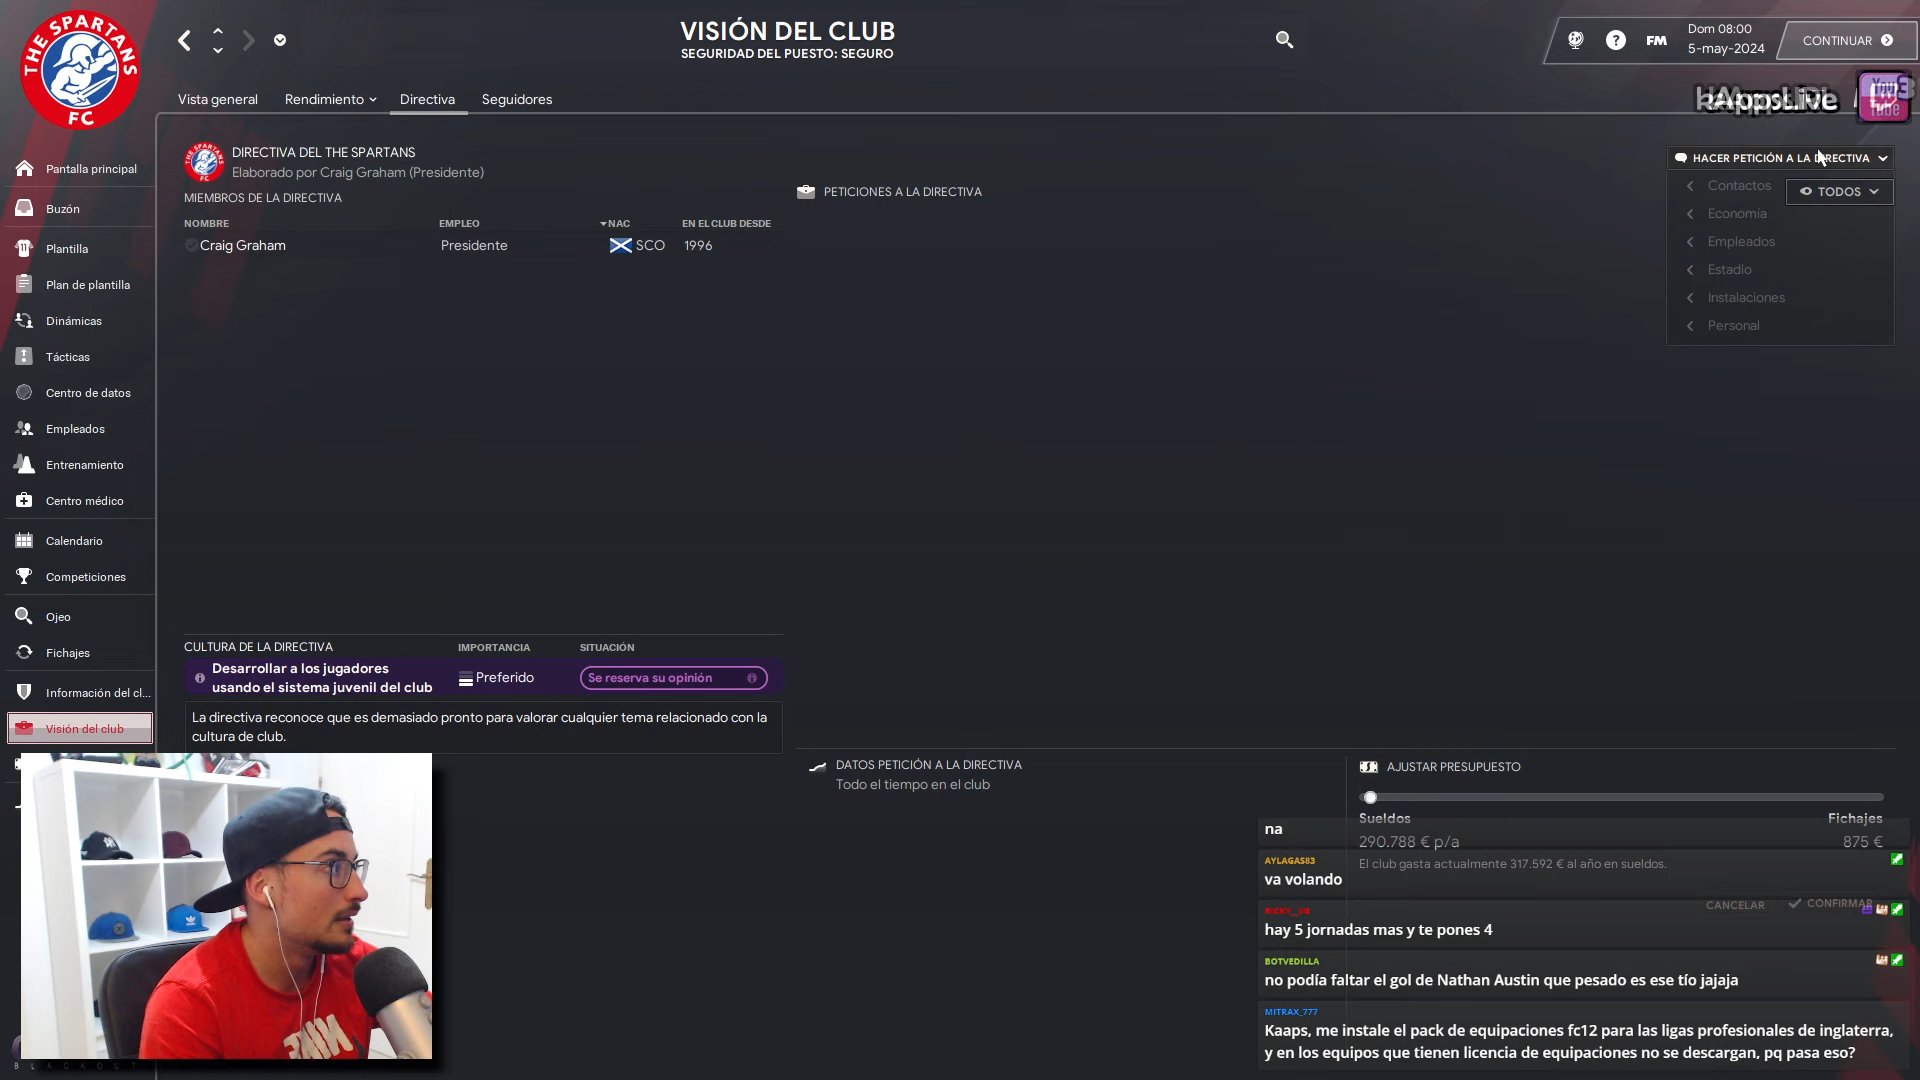 THE SPARTANS
FC
VISIÓN DEL CLUB
SEGURIDAD DEL PUESTO: SEGURO
?
FM
Dom 08:00
5-may-2024
CONTINUAR
Vista general
Rendimiento
Directiva
Seguidores
Pantalla principal
Buzón
Plantilla
Plan de plantilla
Dinámicas
Tácticas
Centro de datos
Empleados
Entrenamiento
Centro médico
Calendario
Competiciones
Ojeo
Fichajes
Información del cl...
Visión del club
DIRECTIVA DEL THE SPARTANS
Elaborado por Craig Graham (Presidente)
MIEMBROS DE LA DIRECTIVA
NOMBRE EMPLEO NAC EN EL CLUB DESDE
Craig Graham Presidente SCO 1996
PETICIONES A LA DIRECTIVA
HACER PETICIÓN A LA DIRECTIVA
TODOS
Contactos
Economía
Empleados
Estadio
Instalaciones
Personal
CULTURA DE LA DIRECTIVA IMPORTANCIA SITUACIÓN
Desarrollar a los jugadores
usando el sistema juvenil del club
Preferido
Se reserva su opinión
La directiva reconoce que es demasiado pronto para valorar cualquier tema relacionado con la
cultura de club.
DATOS PETICIÓN A LA DIRECTIVA
Todo el tiempo en el club
AJUSTAR PRESUPUESTO
Sueldos Fichajes
290.788 € p/a 875 €
El club gasta actualmente 317.592 € al año en sueldos.
CANCELAR
CONFIRMAR
na
AYLAGAS83
va volando
hay 5 jornadas mas y te pones 4
BOTVEDILLA
no podía faltar el gol de Nathan Austin que pesado es ese tío jajaja
MITRAX_777
Kaaps, me instale el pack de equipaciones fc12 para las ligas profesionales de inglaterra,
y en los equipos que tienen licencia de equipaciones no se descargan, pq pasa eso?